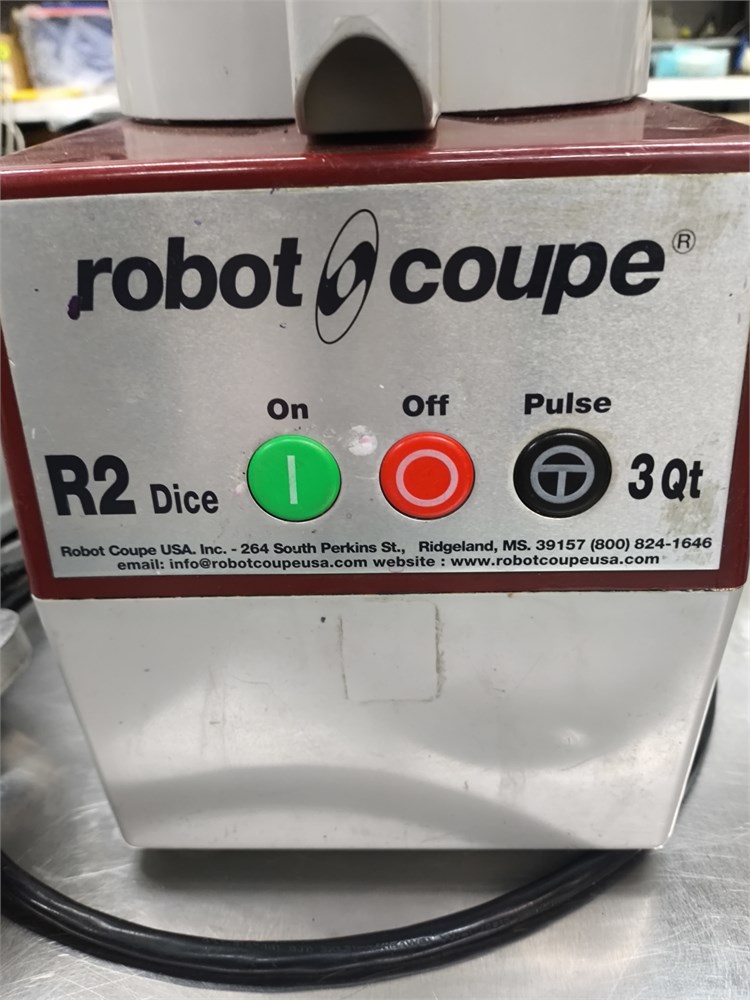 robot coupe®
On Off Pulse
R2 Dice 3 Qt
Robot Coupe USA. Inc. - 264 South Perkins St., Ridgeland, MS. 39157 (800) 824-1646
email: info@robotcoupeusa.com website : www.robotcoupeusa.com